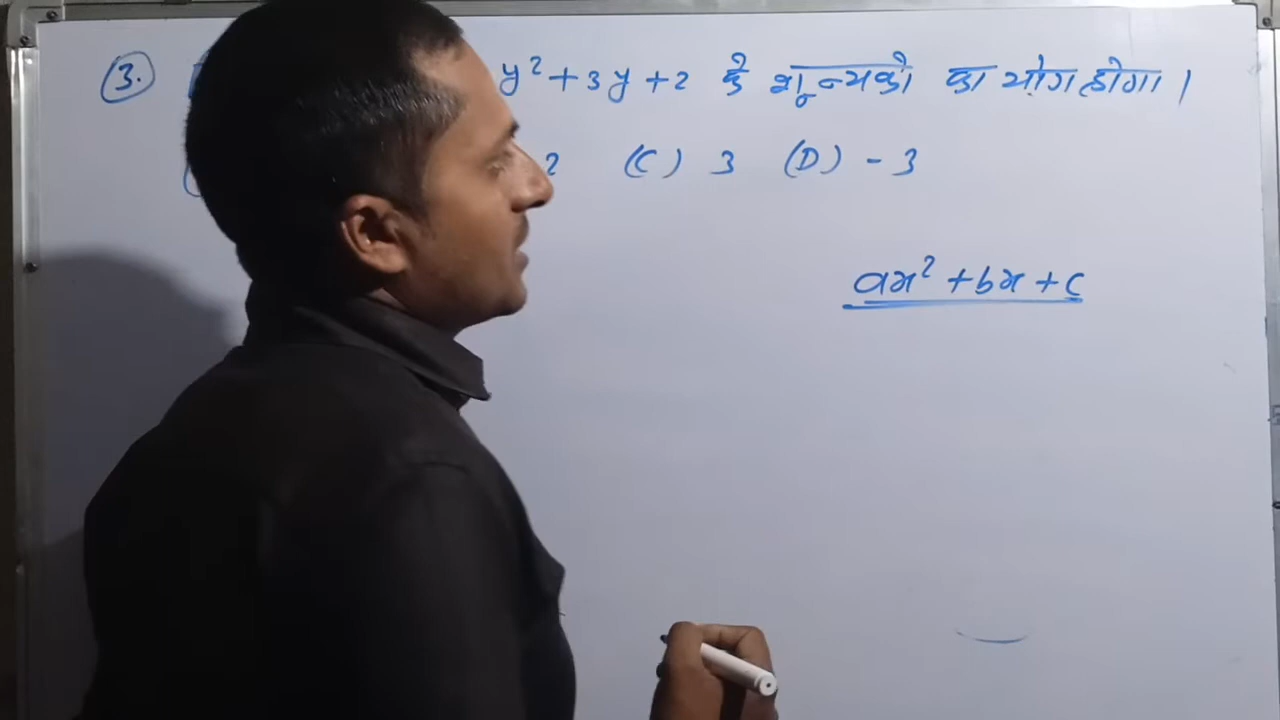 3. y² + 3y + 2 के शून्यको का योग होगा।
2 (C) 3 (D) - 3
ax² + bx + c